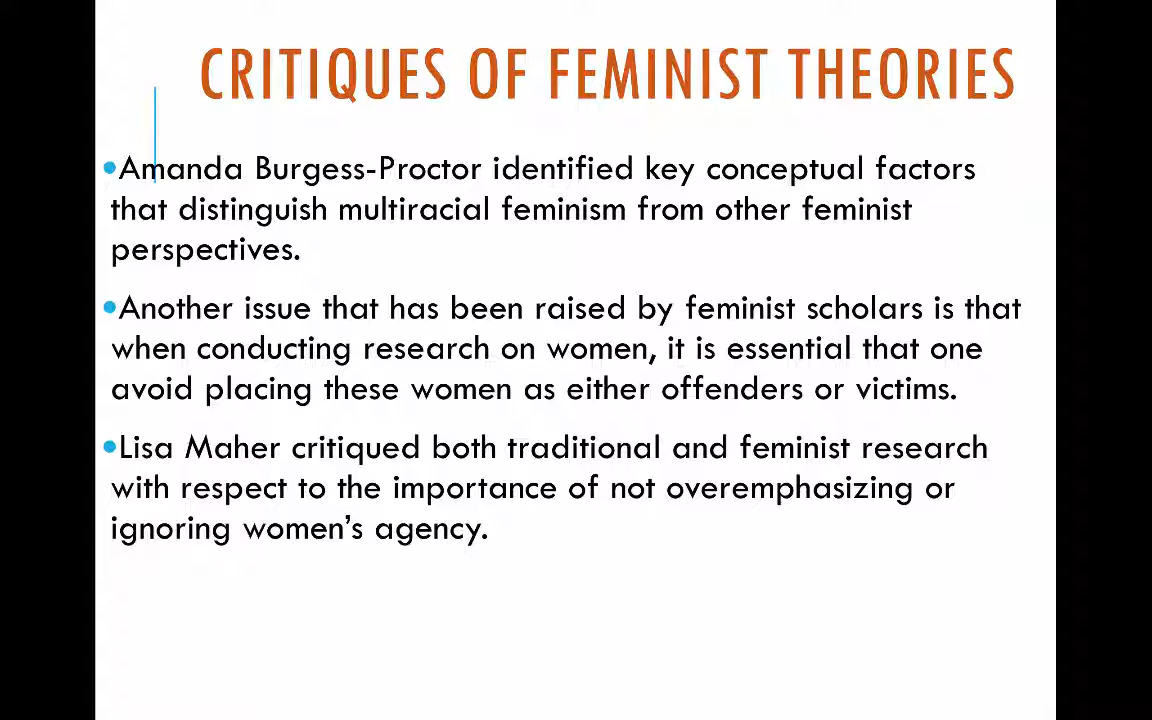 CRITIQUES OF FEMINIST THEORIES
•Amanda Burgess-Proctor identified key conceptual factors
that distinguish multiracial feminism from other feminist
perspectives.
•Another issue that has been raised by feminist scholars is that
when conducting research on women, it is essential that one
avoid placing these women as either offenders or victims.
•Lisa Maher critiqued both traditional and feminist research
with respect to the importance of not overemphasizing or
ignoring women’s agency.